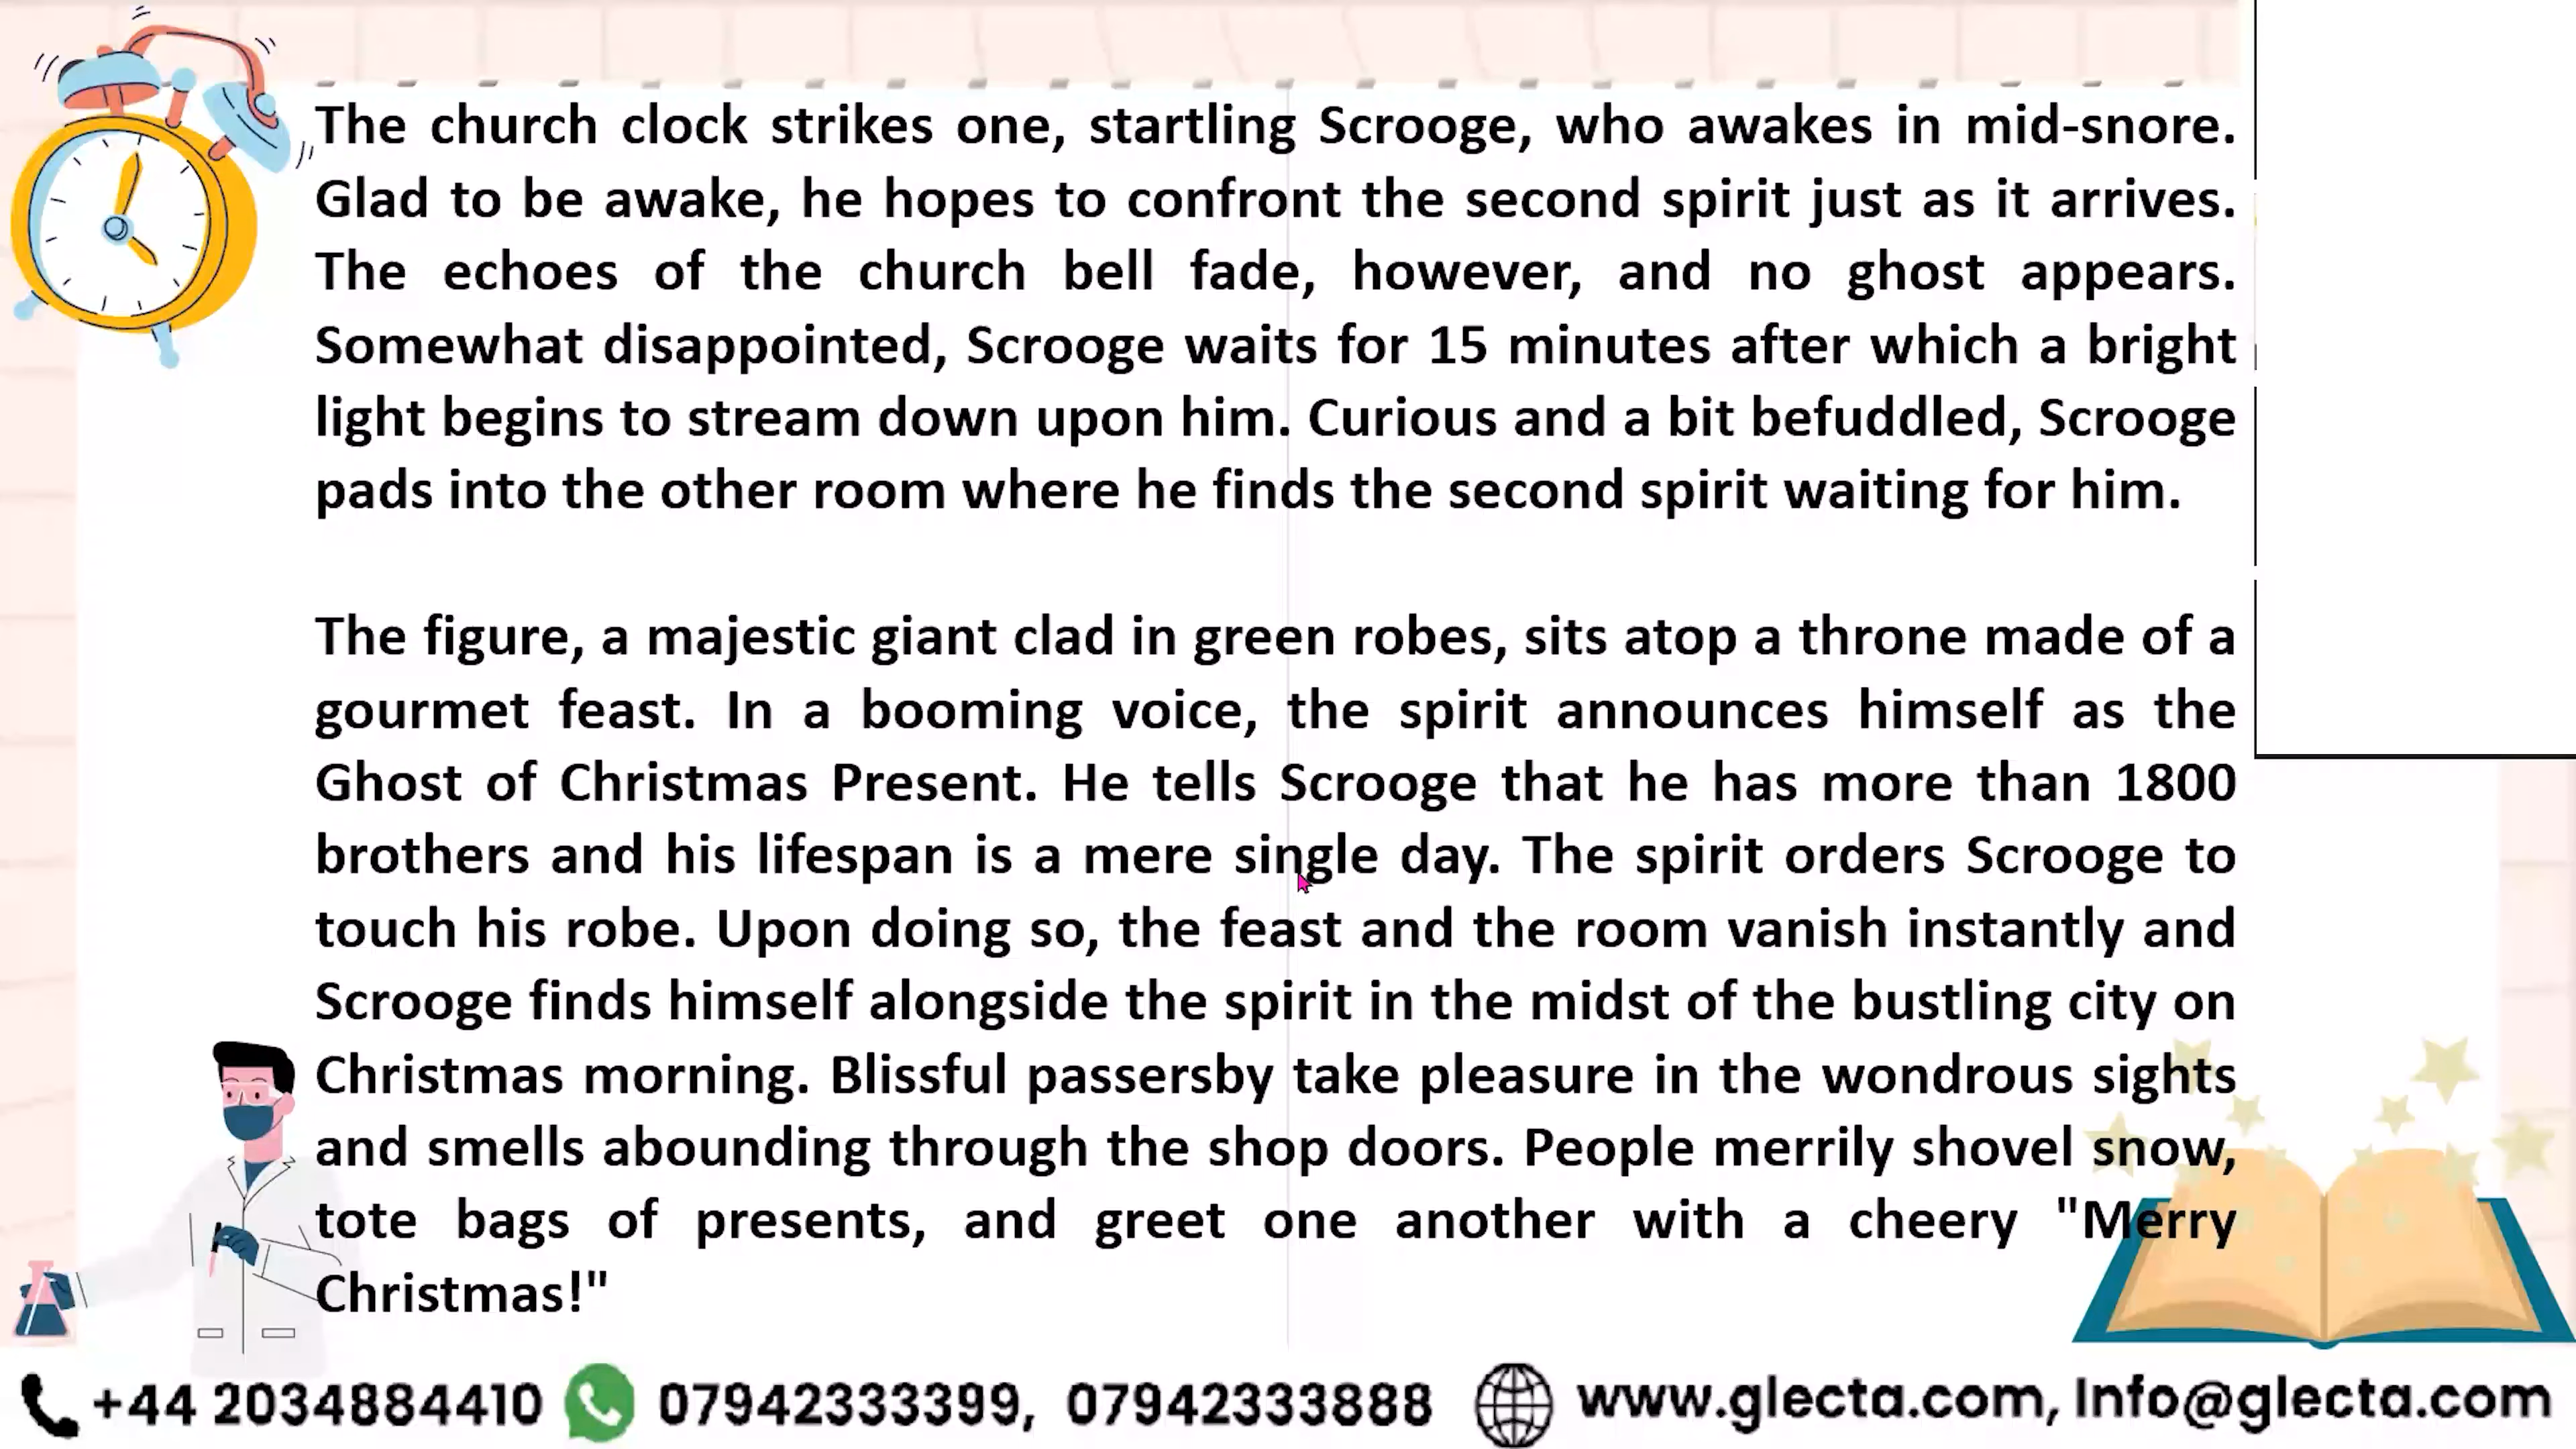 The church clock strikes one, startling Scrooge, who awakes in mid-snore.
Glad to be awake, he hopes to confront the second spirit just as it arrives.
The echoes of the church bell fade, however, and no ghost appears.
Somewhat disappointed, Scrooge waits for 15 minutes after which a bright
light begins to stream down upon him. Curious and a bit befuddled, Scrooge
pads into the other room where he finds the second spirit waiting for him.
The figure, a majestic giant clad in green robes, sits atop a throne made of a
gourmet feast. In a booming voice, the spirit announces himself as the
Ghost of Christmas Present. He tells Scrooge that he has more than 1800
brothers and his lifespan is a mere single day. The spirit orders Scrooge to
touch his robe. Upon doing so, the feast and the room vanish instantly and
Scrooge finds himself alongside the spirit in the midst of the bustling city on
Christmas morning. Blissful passersby take pleasure in the wondrous sights
and smells abounding through the shop doors. People merrily shovel snow,
tote bags of presents, and greet one another with a cheery "Merry
Christmas!"
+44 2034884410 07942333399, 07942333888 www.glecta.com, Info@glecta.com